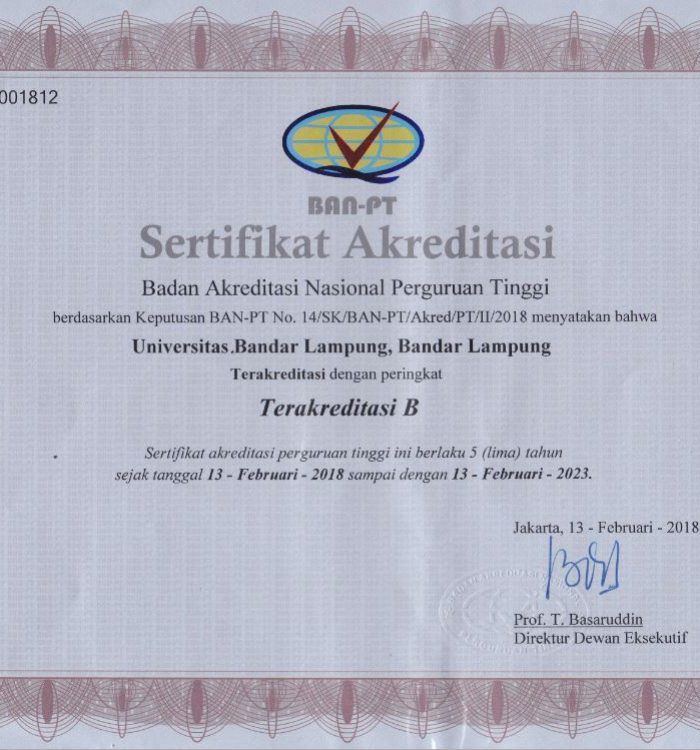 001812
BAN-PT
Sertifikat Akreditasi
Badan Akreditasi Nasional Perguruan Tinggi
berdasarkan Keputusan BAN-PT No. 14/SK/BAN-PT/Akred/PT/II/2018 menyatakan bahwa
Universitas Bandar Lampung, Bandar Lampung
Terakreditasi dengan peringkat
Terakreditasi B
Sertifikat akreditasi perguruan tinggi ini berlaku 5 (lima) tahun
sejak tanggal 13 - Februari - 2018 sampai dengan 13 - Februari - 2023.
Jakarta, 13 - Februari - 2018
Prof. T. Basaruddin
Direktur Dewan Eksekutif